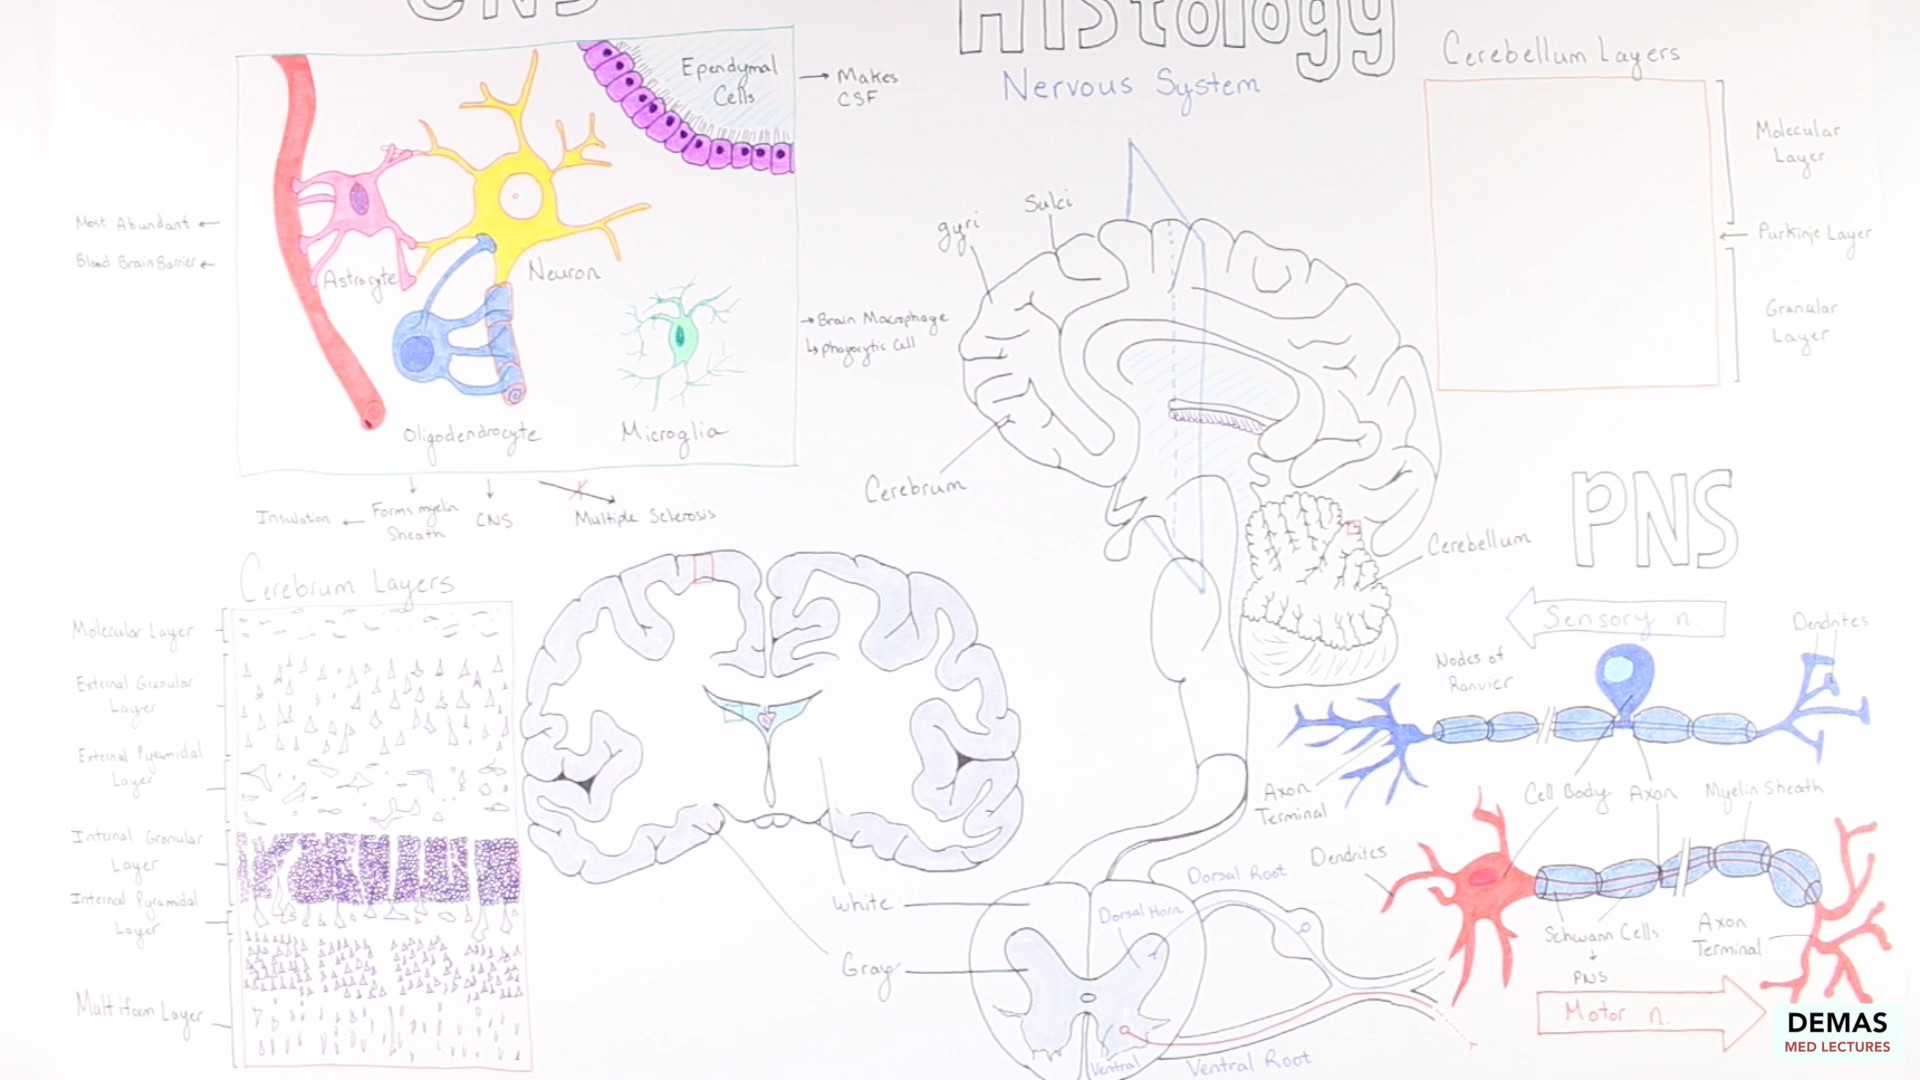 CNS
Histology
Nervous System
Cerebellum Layers
Ependymal
Cells
Makes
CSF
Molecular
Layer
Purkinje Layer
Granular
Layer
Most Abundant
Blood Brain Barrier
Astrocyte
Neuron
Oligodendrocyte
Microglia
Brain Macrophage
phagocytic cell
gyri
Sulci
Cerebrum
Cerebellum
Insulation
Forms myelin
Sheath
CNS
Multiple Sclerosis
Cerebrum Layers
Molecular Layer
External Granular
Layer
External Pyramidal
Layer
Internal Granular
Layer
Internal Pyramidal
Layer
Multiform Layer
White
Gray
Dorsal Root
Dorsal Horn
Ventral
Ventral Root
PNS
Sensory n.
Dendrites
Nodes of
Ranvier
Axon
Terminal
Cell Body
Axon
Myelin Sheath
Dendrites
Schwann Cells
PNS
Axon
Terminal
Motor n.
DEMAS
MED LECTURES